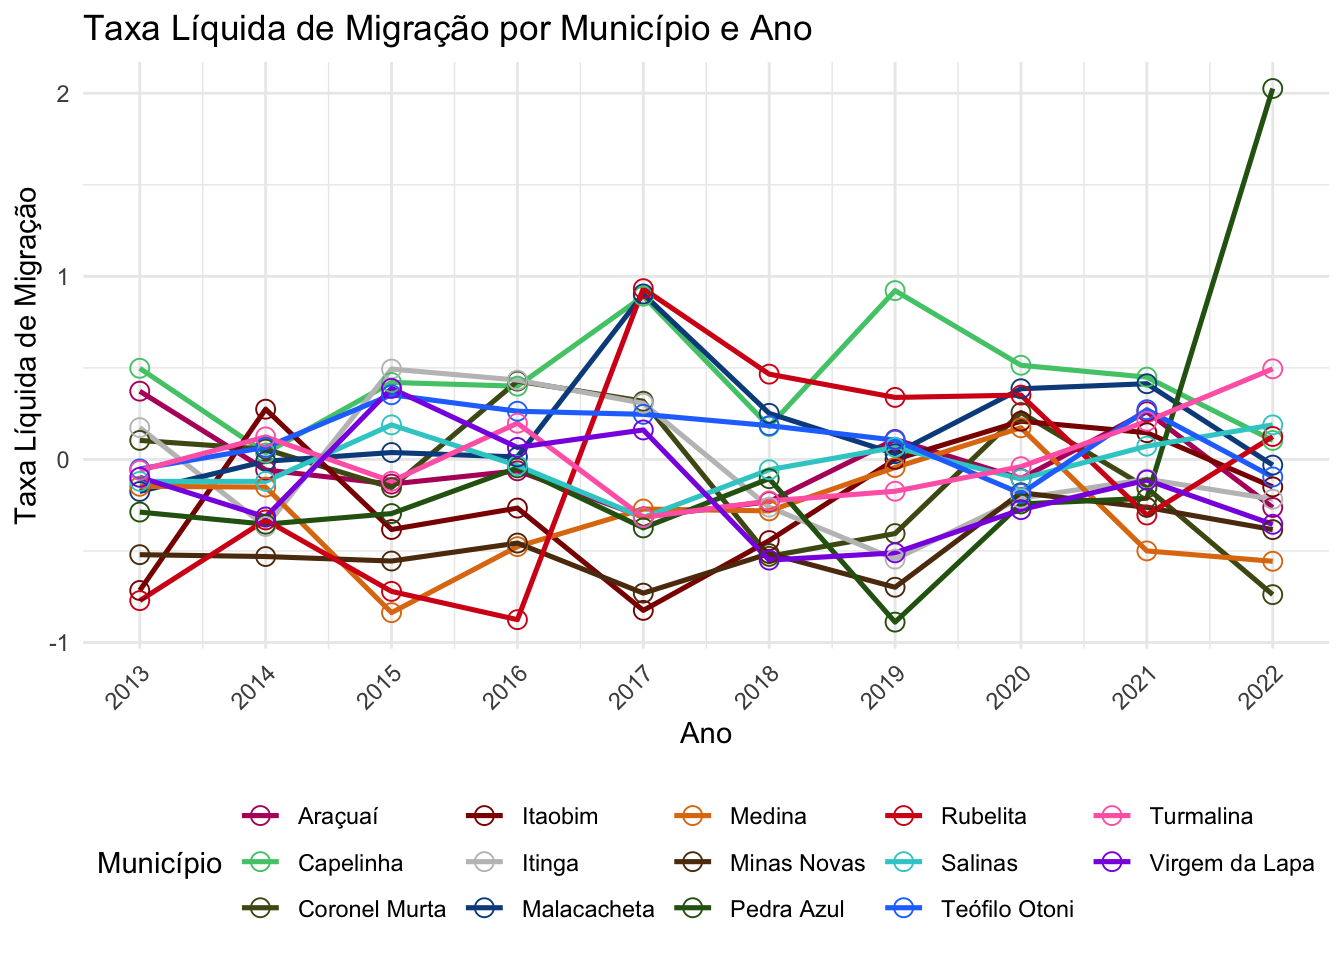 Taxa Líquida de Migração por Município e Ano
Taxa Líquida de Migração
2
1
0
-1
2013 2014 2015 2016 2017 2018 2019 2020 2021 2022
Ano
Município
Araçuaí Itaobim Medina Rubelita Turmalina
Capelinha Itinga Minas Novas Salinas Virgem da Lapa
Coronel Murta Malacacheta Pedra Azul Teófilo Otoni